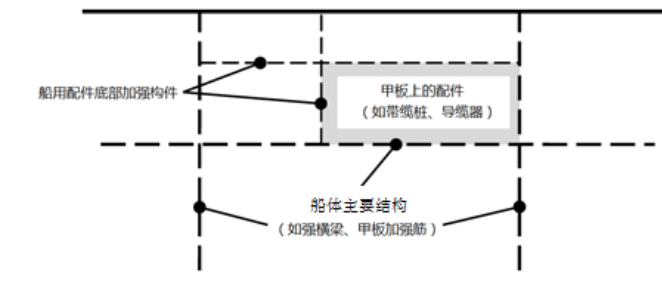 甲板上的配件
（如带缆桩、导缆器）
船用配件底部加强构件
船体主要结构
（如强横梁、甲板加强筋）